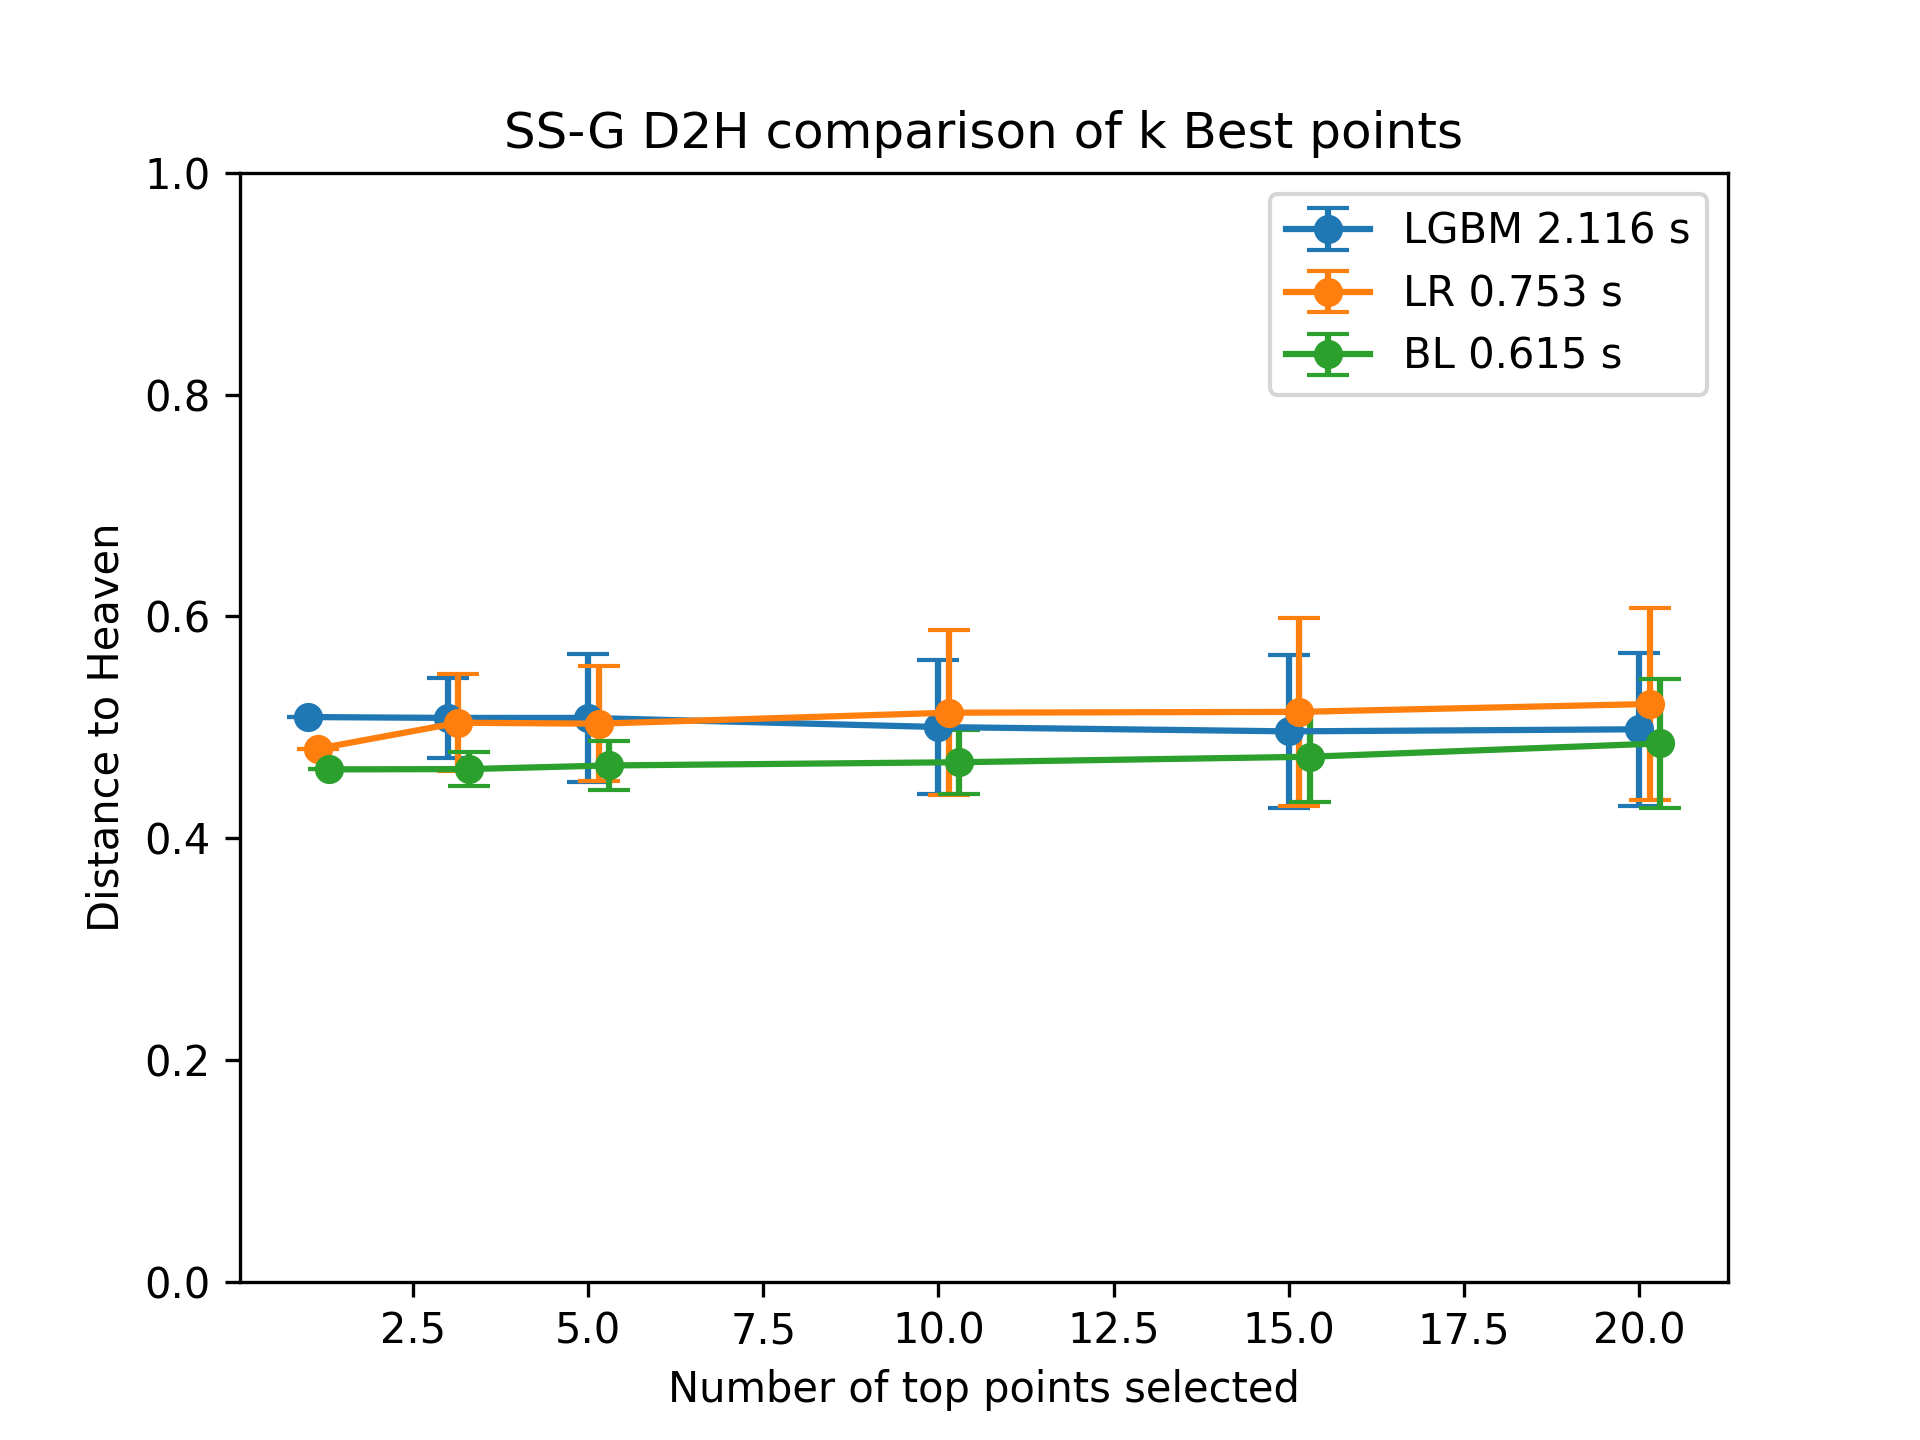 SS-G D2H comparison of k Best points
LGBM 2.116 s
LR 0.753 s
BL 0.615 s
Distance to Heaven
1.0
0.8
0.6
0.4
0.2
0.0
2.5 5.0 7.5 10.0 12.5 15.0 17.5 20.0
Number of top points selected